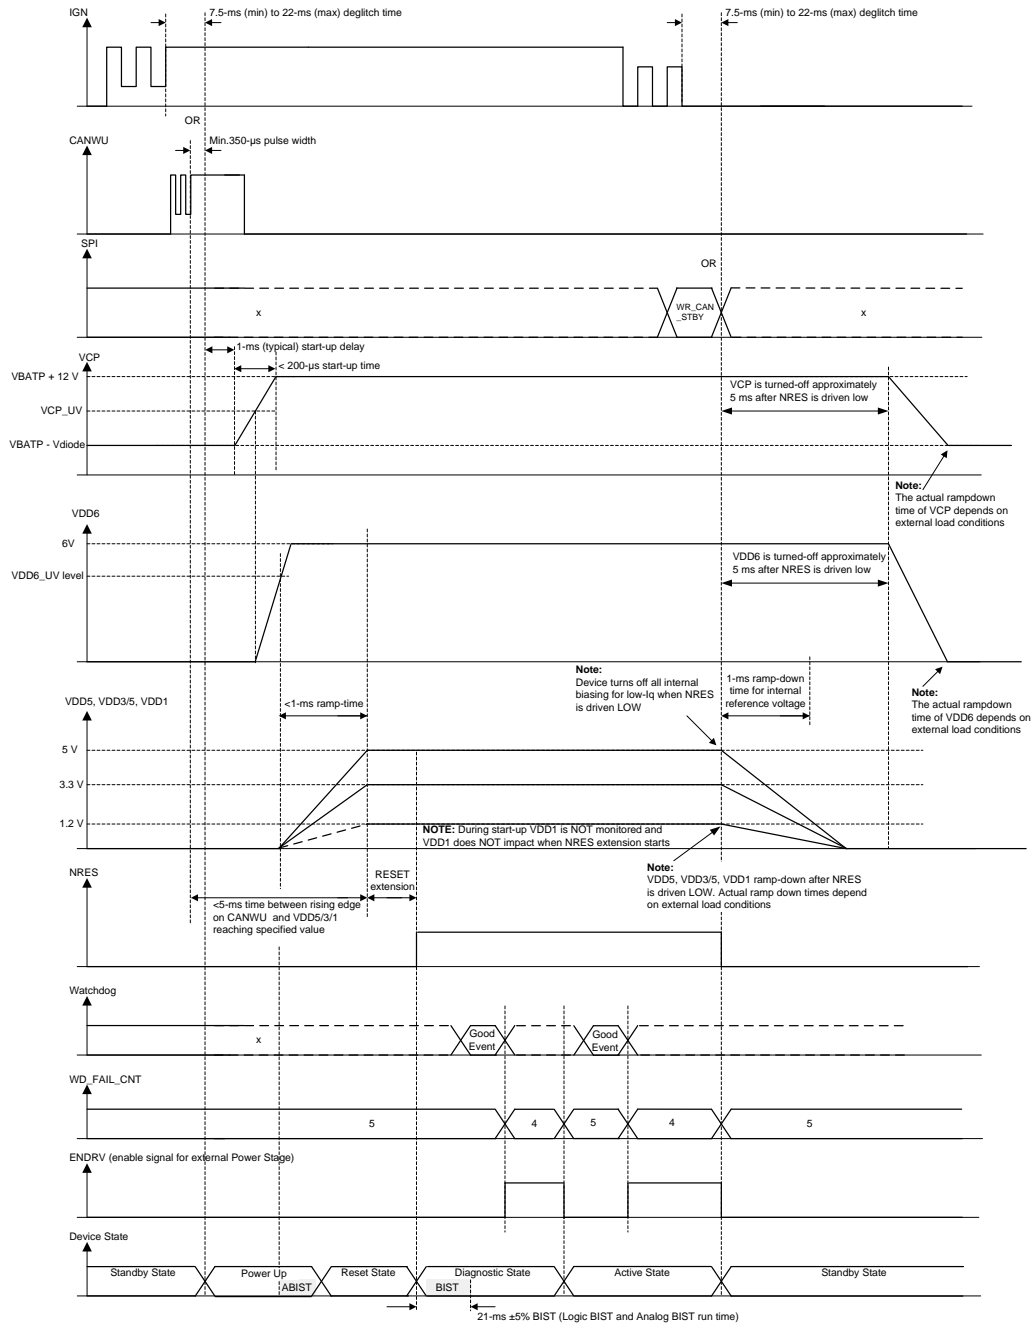 IGN
7.5-ms (min) to 22-ms (max) deglitch time
7.5-ms (min) to 22-ms (max) deglitch time
OR
CANWU
Min.350-µs pulse width
SPI
OR
x
WR_CAN
_STBY
x
1-ms (typical) start-up delay
VCP
< 200-µs start-up time
VBATP + 12 V
VCP_UV
VBATP - Vdiode
VCP is turned-off approximately
5 ms after NRES is driven low
Note:
The actual rampdown
time of VCP depends on
external load conditions
VDD6
6V
VDD6_UV level
VDD6 is turned-off approximately
5 ms after NRES is driven low
Note:
The actual rampdown
time of VDD6 depends on
external load conditions
Note:
Device turns off all internal
biasing for low-Iq when NRES
is driven LOW
1-ms ramp-down
time for internal
reference voltage
VDD5, VDD3/5, VDD1
<1-ms ramp-time
5 V
3.3 V
1.2 V
NOTE: During start-up VDD1 is NOT monitored and
VDD1 does NOT impact when NRES extension starts
Note:
VDD5, VDD3/5, VDD1 ramp-down after NRES
is driven LOW. Actual ramp down times depend
on external load conditions
NRES
RESET
extension
<5-ms time between rising edge
on CANWU and VDD5/3/1
reaching specified value
Watchdog
x
Good
Event
Good
Event
WD_FAIL_CNT
5
4
5
4
5
ENDRV (enable signal for external Power Stage)
Device State
Standby State
Power Up
ABIST
Reset State
Diagnostic State
BIST
Active State
Standby State
21-ms ±5% BIST (Logic BIST and Analog BIST run time)